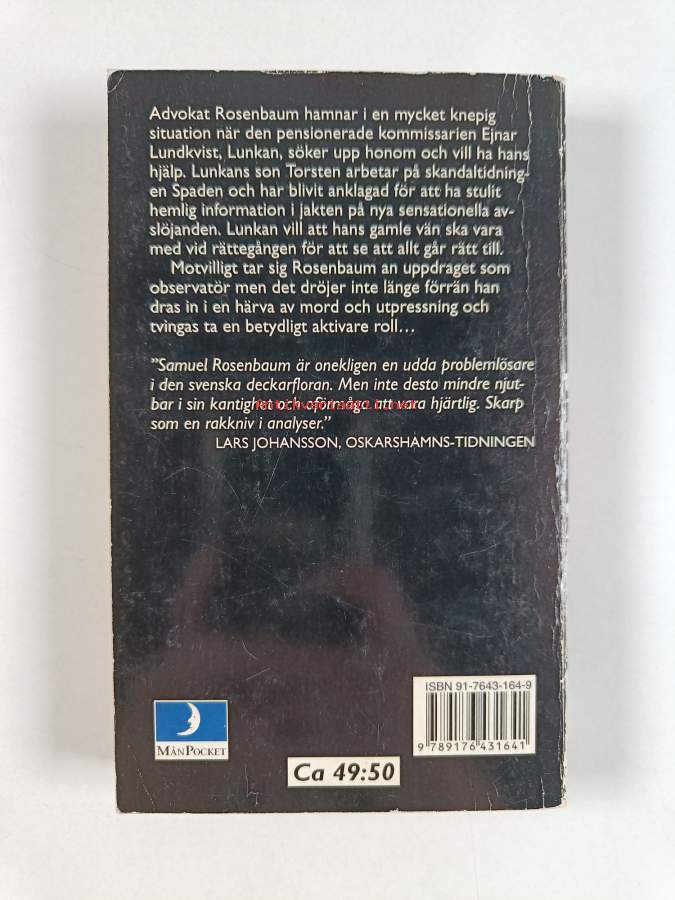 Advokat Rosenbaum hamnar i en mycket knepig
situation när den pensionerade kommissarien Ejnar
Lundkvist, Lunkan, söker upp honom och vill ha hans
hjälp. Lunkans son Torsten arbetar på skandaltidning-
en Spaden och har blivit anklagad för att ha stulit
hemlig information i jakten på nya sensationella av-
slöjanden. Lunkan vill att hans gamle vän ska vara
med vid rättegången för att se att allt går rätt till.
Motvilligt tar sig Rosenbaum an uppdraget som
observatör men det dröjer inte länge förrän han
dras in i en härva av mord och utpressning och
tvingas ta en betydligt aktivare roll…
”Samuel Rosenbaum är onekligen en udda problemlösare
i den svenska deckarfloran. Men inte desto mindre njut-
bar i sin kantighet och oförmåga att vara hjärtlig. Skarp
som en rakkniv i analyser.”
LARS JOHANSSON, OSKARSHAMNS-TIDNINGEN
ISBN 91-7643-164-9
9 789176 431641
MÅNPOCKET
Ca 49:50